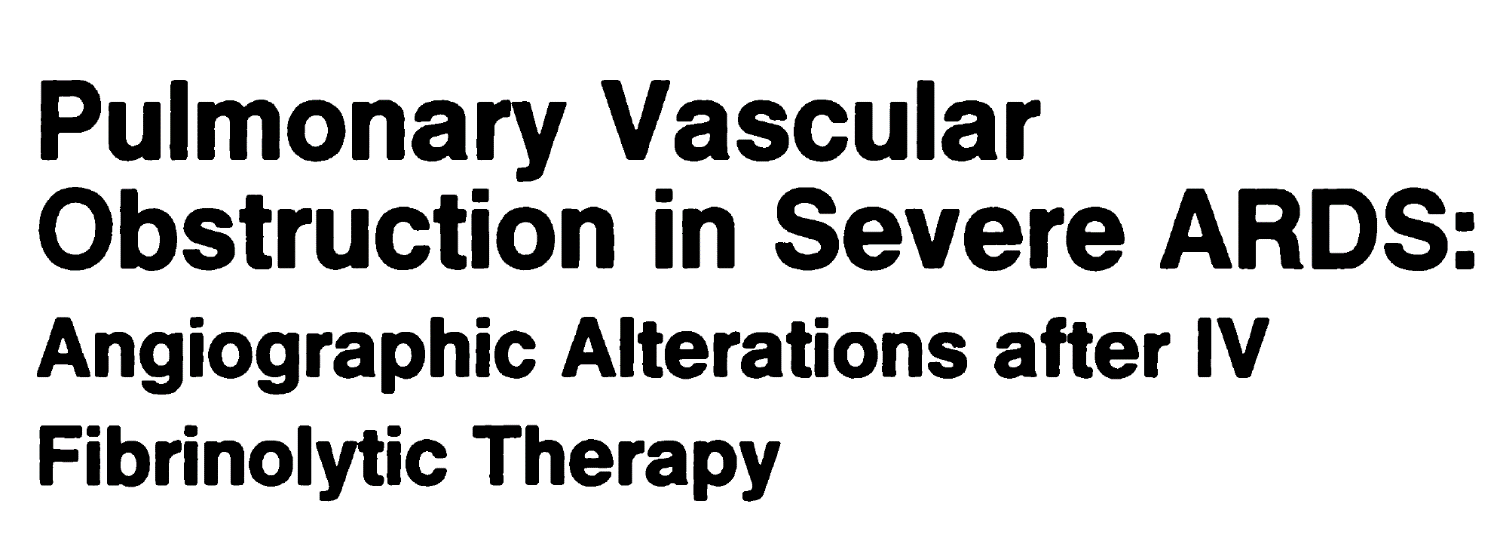 Pulmonary Vascular
Obstruction in Severe ARDS:
Angiographic Alterations after IV
Fibrinolytic Therapy